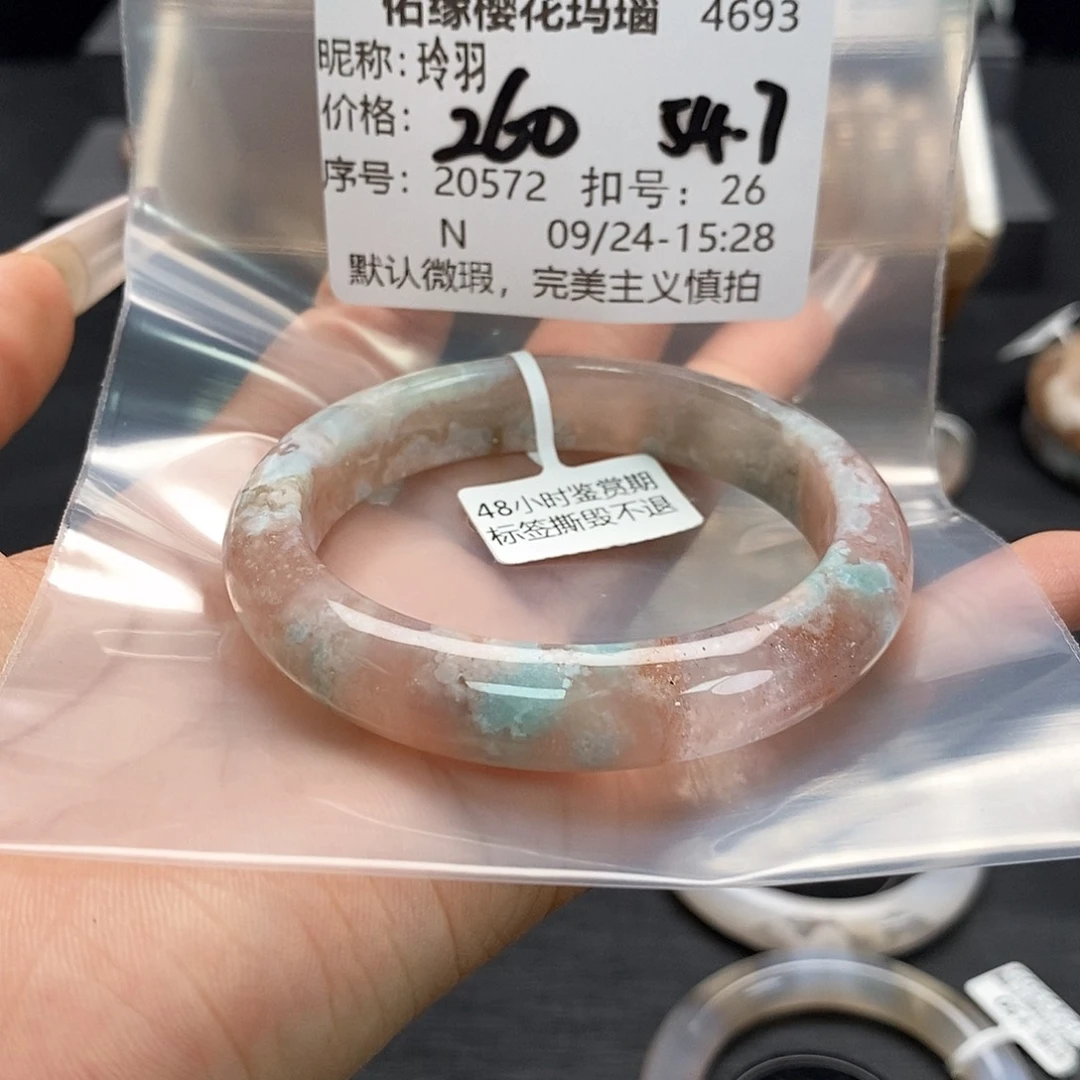 佑缘樱花玛瑙 4693
昵称: 玲羽
价格: 260 54.7
序号: 20572 扣号: 26
N 09/24-15:28
默认微瑕，完美主义慎拍
48小时鉴赏期
标签撕毁不退